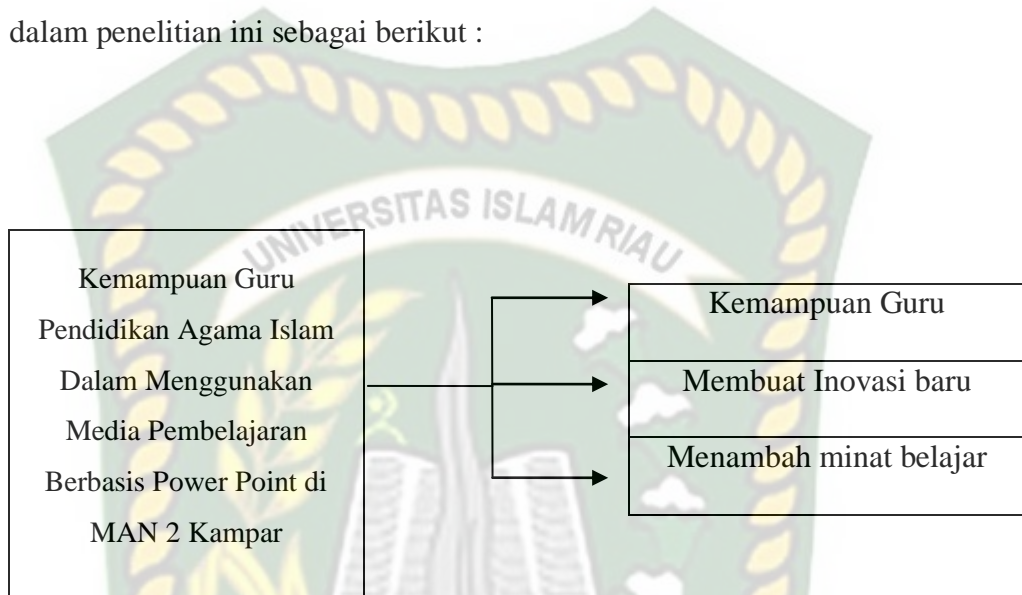 dalam penelitian ini sebagai berikut :
UNIVERSITAS ISLAM RIAU
Kemampuan Guru
Pendidikan Agama Islam
Dalam Menggunakan
Media Pembelajaran
Berbasis Power Point di
MAN 2 Kampar
Kemampuan Guru
Membuat Inovasi baru
Menambah minat belajar